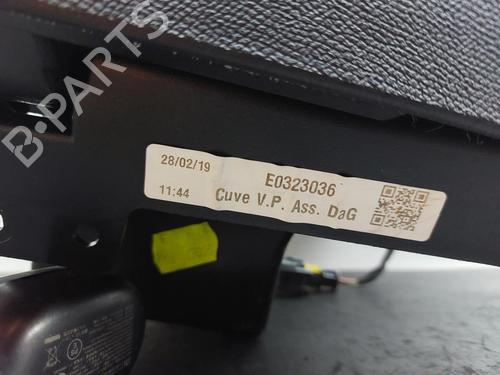 B-PARTS
28/02/19
11:44
E0323036
Cuve V.P. Ass. DaG